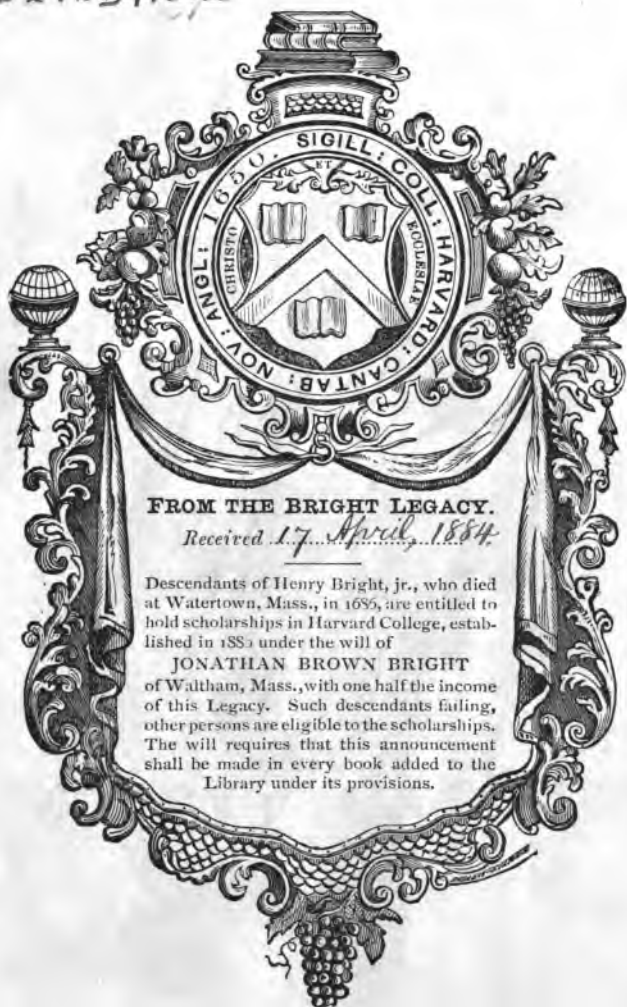 SIGILL: COLL: HARVARD: CANTAB: NOV: ANGL: 1650.
ET
CHRISTO
ECCLESIAE
FROM THE BRIGHT LEGACY.
Received 17 April, 1884
Descendants of Henry Bright, jr., who died
at Watertown, Mass., in 1686, are entitled to
hold scholarships in Harvard College, estab-
lished in 1880 under the will of
JONATHAN BROWN BRIGHT
of Waltham, Mass., with one half the income
of this Legacy. Such descendants failing,
other persons are eligible to the scholarships.
The will requires that this announcement
shall be made in every book added to the
Library under its provisions.